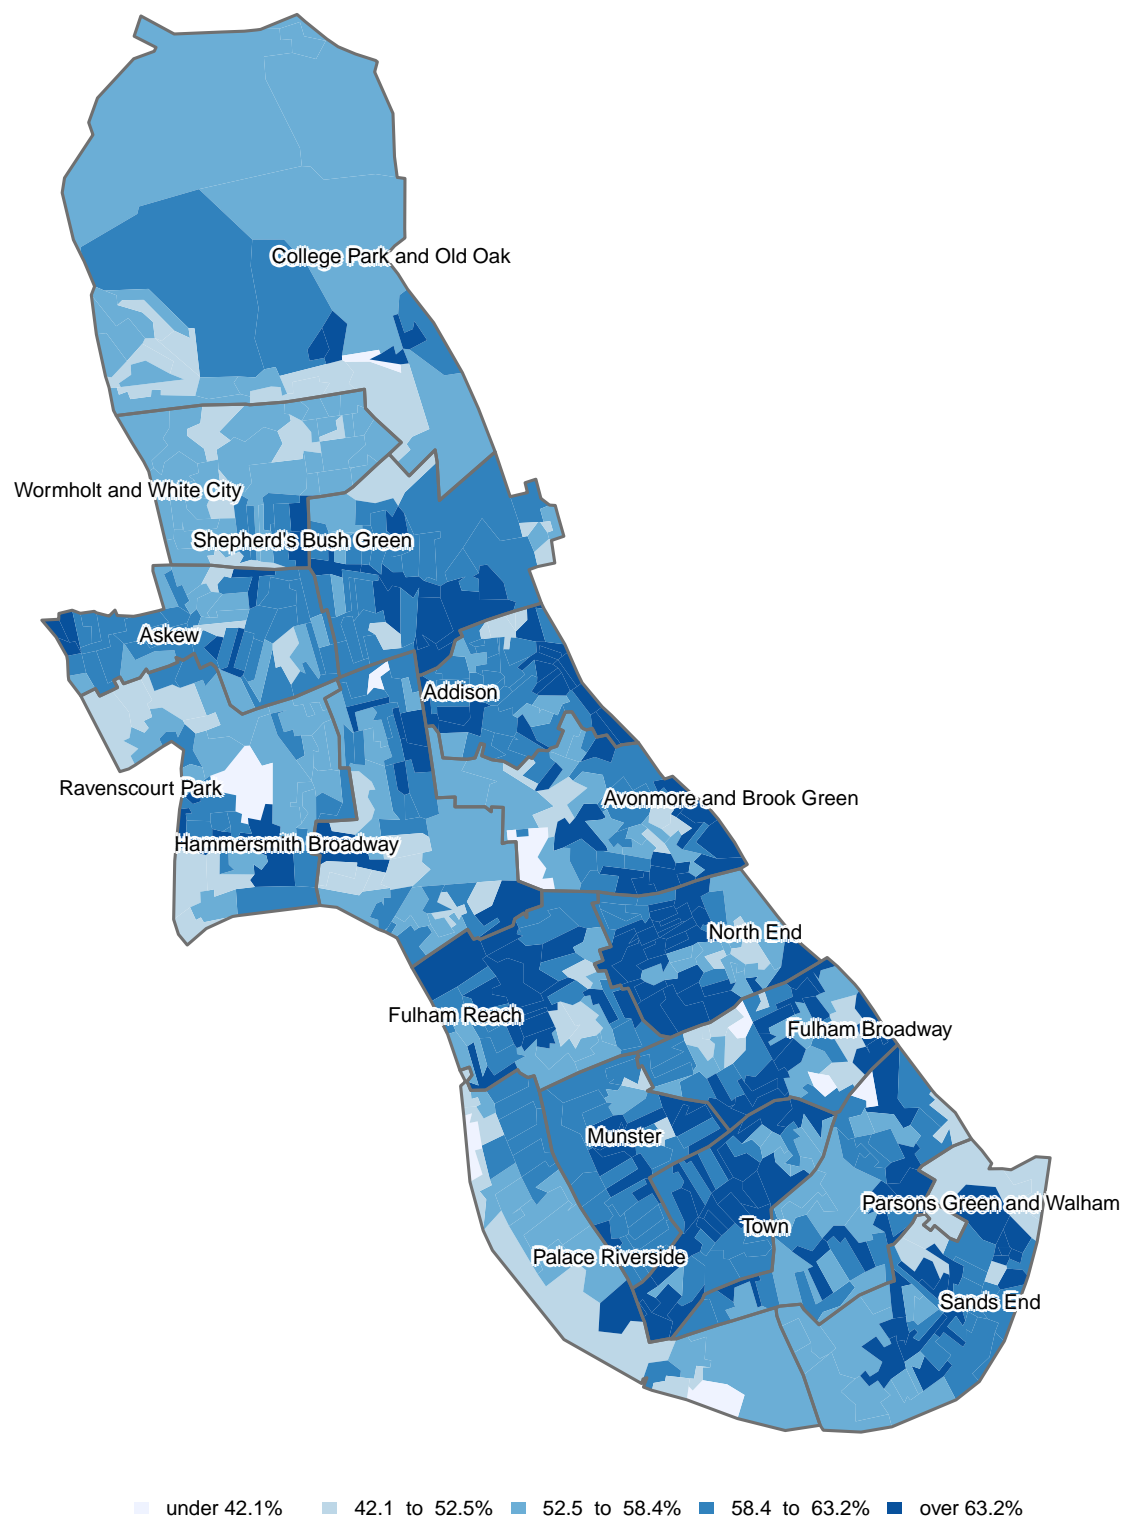 College Park and Old Oak
Wormholt and White City
Shepherd's Bush Green
Askew
Addison
Ravenscourt Park
Avonmore and Brook Green
Hammersmith Broadway
North End
Fulham Reach
Fulham Broadway
Munster
Parsons Green and Walham
Town
Palace Riverside
Sands End
under 42.1% 42.1 to 52.5% 52.5 to 58.4% 58.4 to 63.2% over 63.2%